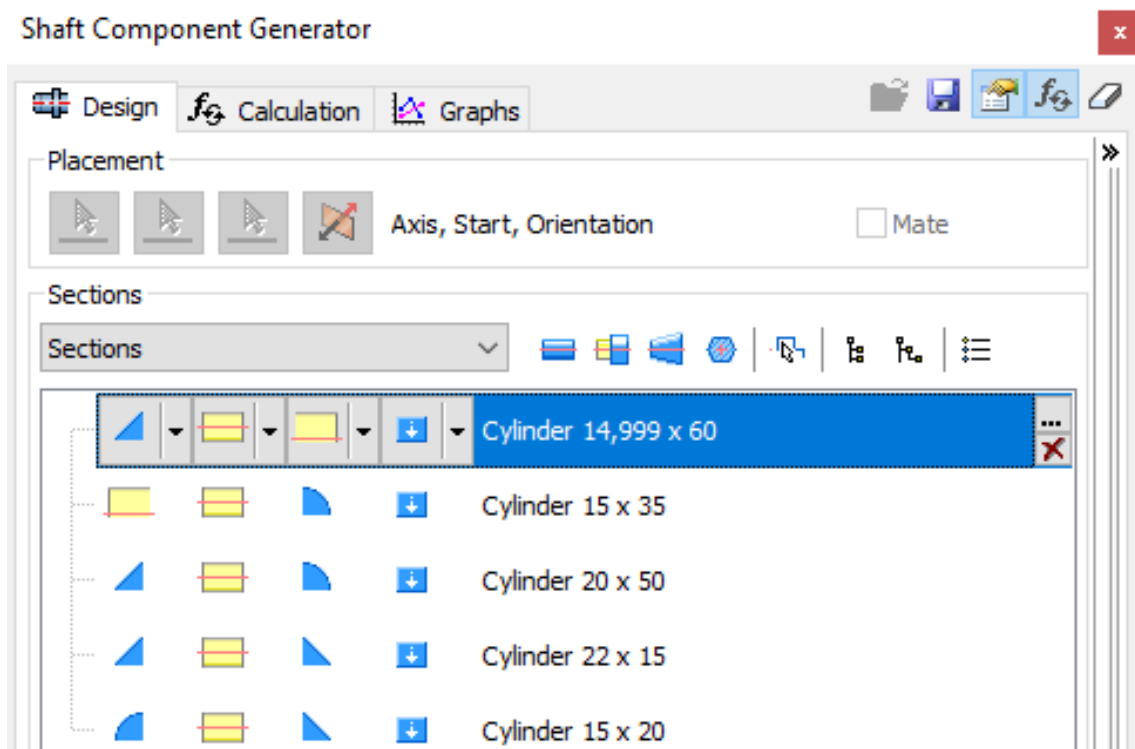 Shaft Component Generator
x
Design
Calculation
Graphs
Placement
Axis, Start, Orientation
Mate
Sections
Sections
Cylinder 14,999 x 60
...
Cylinder 15 x 35
Cylinder 20 x 50
Cylinder 22 x 15
Cylinder 15 x 20